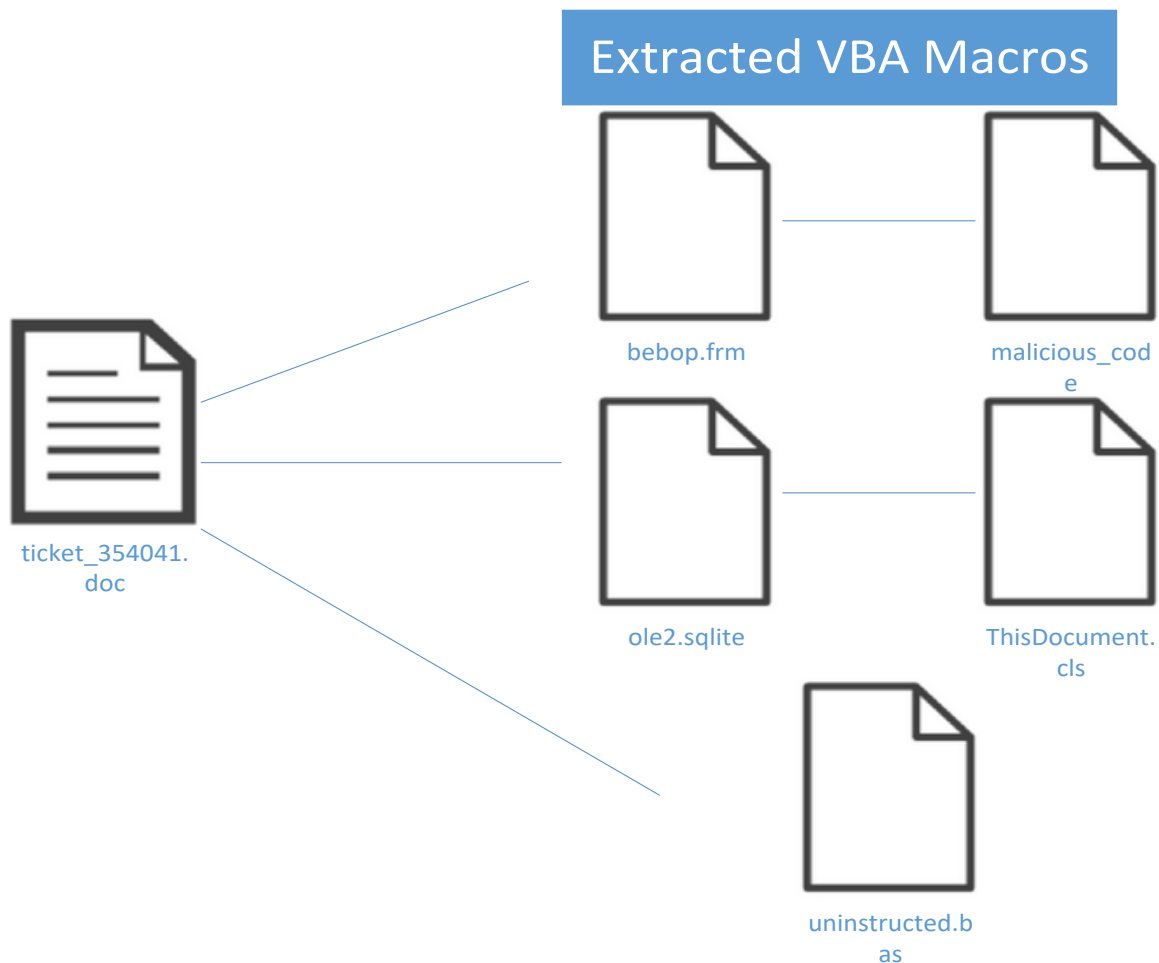 Extracted VBA Macros
bebop.frm
malicious_cod
e
ticket_354041.
doc
ole2.sqlite
ThisDocument.
cls
uninstructed.b
as